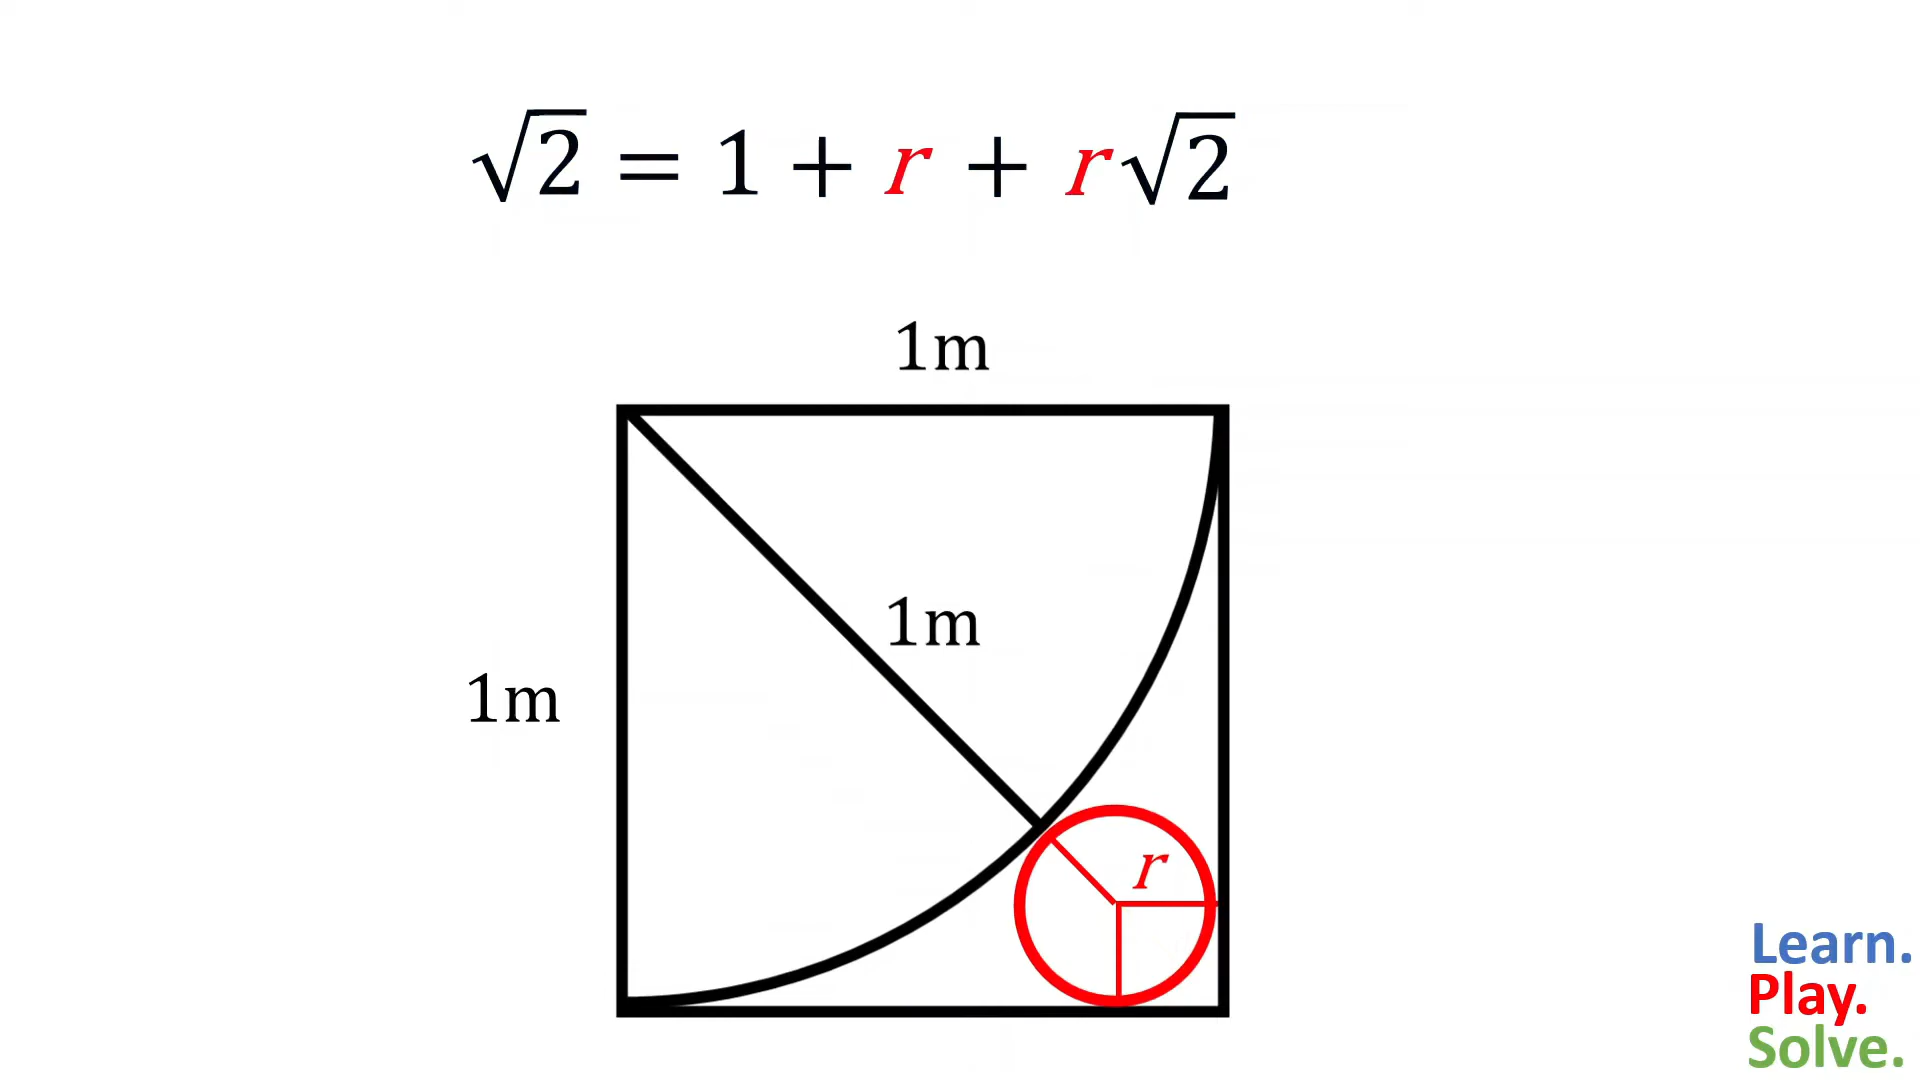 √2 = 1 + r + r√2
1m
1m
1m
r
Learn.
Play.
Solve.